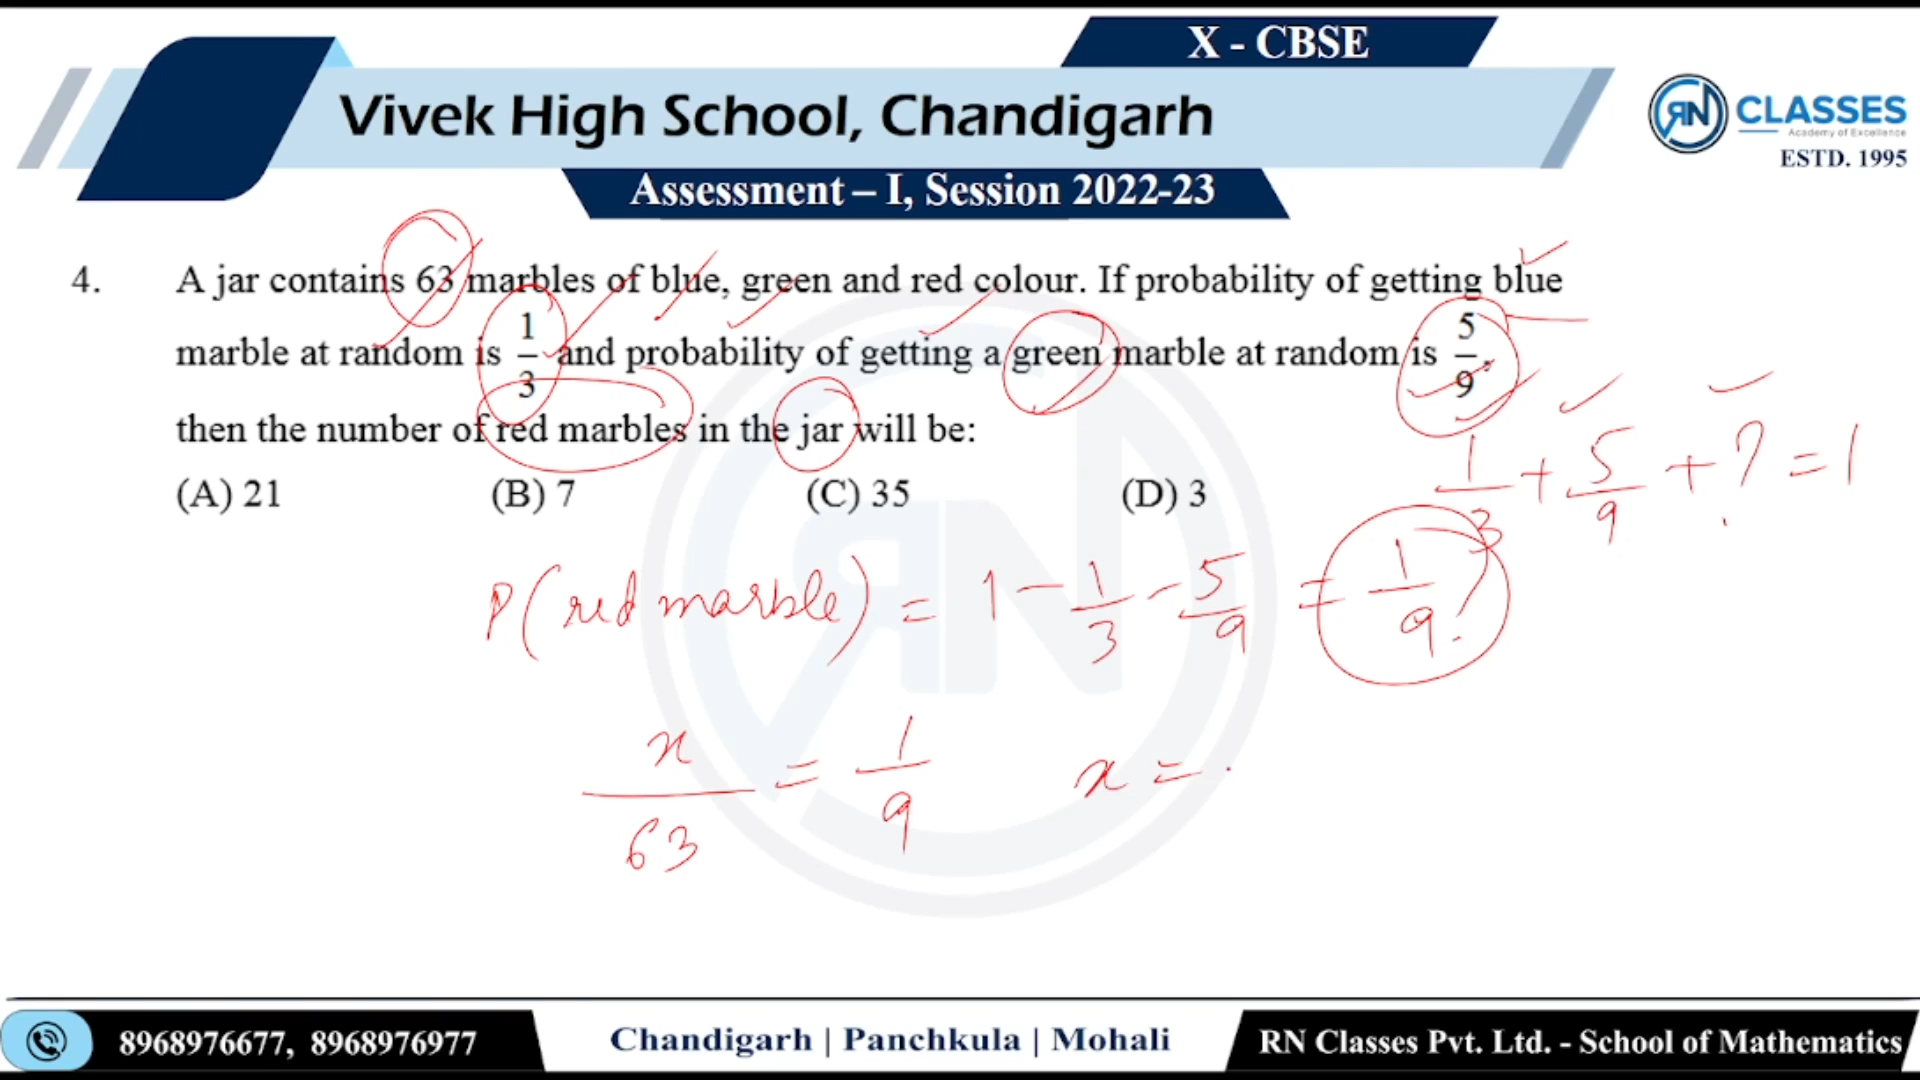 X - CBSE
Vivek High School, Chandigarh
RN CLASSES
Academy of Excellence
ESTD. 1995
Assessment – I, Session 2022-23
4. A jar contains 63 marbles of blue, green and red colour. If probability of getting blue
marble at random is 1/3 and probability of getting a green marble at random is 5/9,
then the number of red marbles in the jar will be:
(A) 21 (B) 7 (C) 35 (D) 3
1/3 + 5/9 + ? = 1
P(red marble) = 1 - 1/3 - 5/9 = 1/9
x/63 = 1/9 x =
RN
8968976677, 8968976977
Chandigarh | Panchkula | Mohali
RN Classes Pvt. Ltd. - School of Mathematics